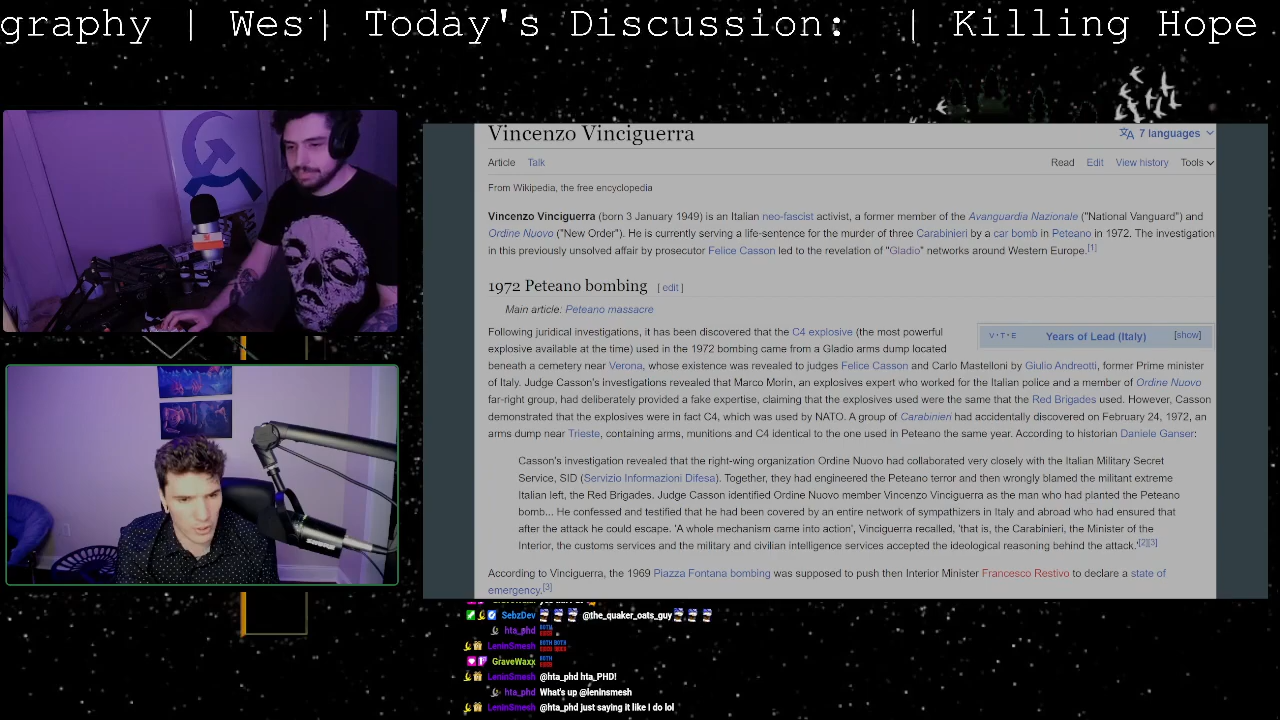 graphy | Wes | Today's Discussion: | Killing Hope
Vincenzo Vinciguerra
7 languages
Article Talk Read Edit View history Tools
From Wikipedia, the free encyclopedia
Vincenzo Vinciguerra (born 3 January 1949) is an Italian neo-fascist activist, a former member of the Avanguardia Nazionale ("National Vanguard") and
Ordine Nuovo ("New Order"). He is currently serving a life-sentence for the murder of three Carabinieri by a car bomb in Peteano in 1972. The investigation
in this previously unsolved affair by prosecutor Felice Casson led to the revelation of "Gladio" networks around Western Europe.[1]
1972 Peteano bombing [ edit ]
Main article: Peteano massacre
Following juridical investigations, it has been discovered that the C4 explosive (the most powerful
V·T·E Years of Lead (Italy) [show]
explosive available at the time) used in the 1972 bombing came from a Gladio arms dump located
beneath a cemetery near Verona, whose existence was revealed to judges Felice Casson and Carlo Mastelloni by Giulio Andreotti, former Prime minister
of Italy. Judge Casson's investigations revealed that Marco Morin, an explosives expert who worked for the Italian police and a member of Ordine Nuovo
far-right group, had deliberately provided a fake expertise, claiming that the explosives used were the same that the Red Brigades used. However, Casson
demonstrated that the explosives were in fact C4, which was used by NATO. A group of Carabinieri had accidentally discovered on February 24, 1972, an
arms dump near Trieste, containing arms, munitions and C4 identical to the one used in Peteano the same year. According to historian Daniele Ganser:
Casson's investigation revealed that the right-wing organization Ordine Nuovo had collaborated very closely with the Italian Military Secret
Service, SID (Servizio Informazioni Difesa). Together, they had engineered the Peteano terror and then wrongly blamed the militant extreme
Italian left, the Red Brigades. Judge Casson identified Ordine Nuovo member Vincenzo Vinciguerra as the man who had planted the Peteano
bomb... He confessed and testified that he had been covered by an entire network of sympathizers in Italy and abroad who had ensured that
after the attack he could escape. 'A whole mechanism came into action', Vinciguerra recalled, 'that is, the Carabinieri, the Minister of the
Interior, the customs services and the military and civilian intelligence services accepted the ideological reasoning behind the attack.'[2][3]
According to Vinciguerra, the 1969 Piazza Fontana bombing was supposed to push then Interior Minister Francesco Restivo to declare a state of
emergency.[3]
SebzDev @the_quaker_oats_guy
hta_phd BOTH
LeninSmesh BOTH BOTH
GraveWaxx BOTH
LeninSmesh @hta_phd hta_PHD!
hta_phd What's up @leninsmesh
LeninSmesh @hta_phd just saying it like I do lol